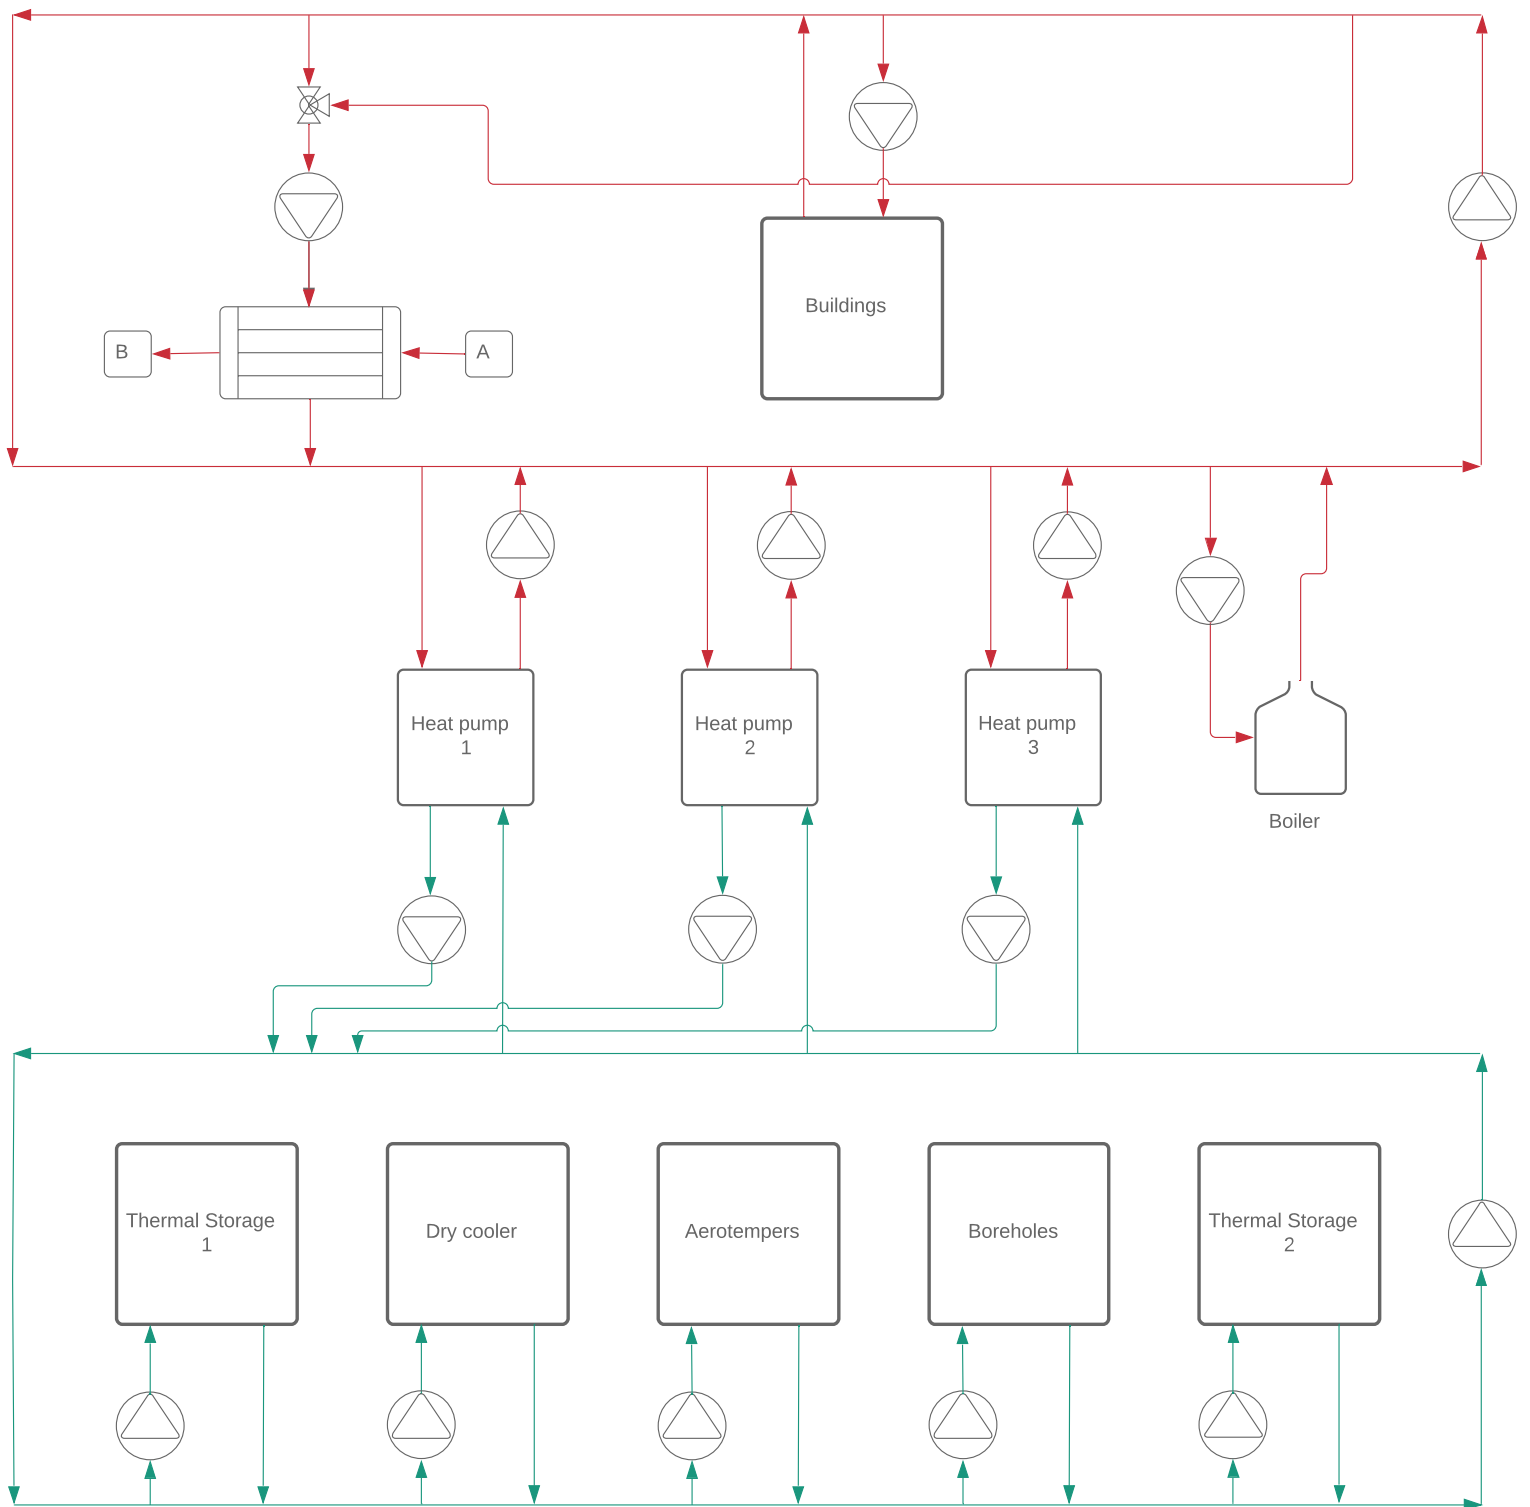 Buildings
B
A
Heat pump
1
Heat pump
2
Heat pump
3
Boiler
Thermal Storage
1
Dry cooler
Aerotempers
Boreholes
Thermal Storage
2